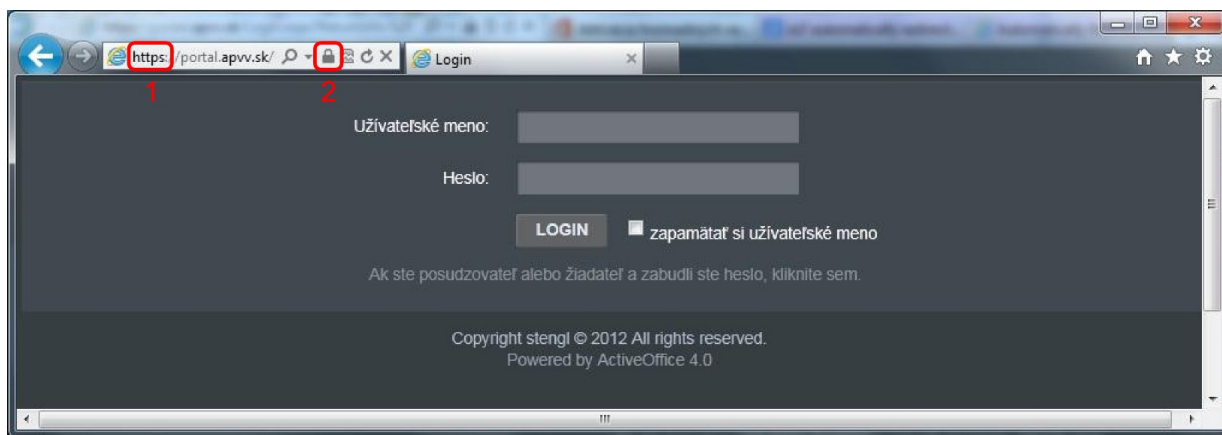 https:/portal.apvv.sk/
Login
1
2
Užívateľské meno:
Heslo:
LOGIN
zapamätať si užívateľské meno
Ak ste posudzovateľ alebo žiadateľ a zabudli ste heslo, kliknite sem.
Copyright stengl © 2012 All rights reserved.
Powered by ActiveOffice 4.0